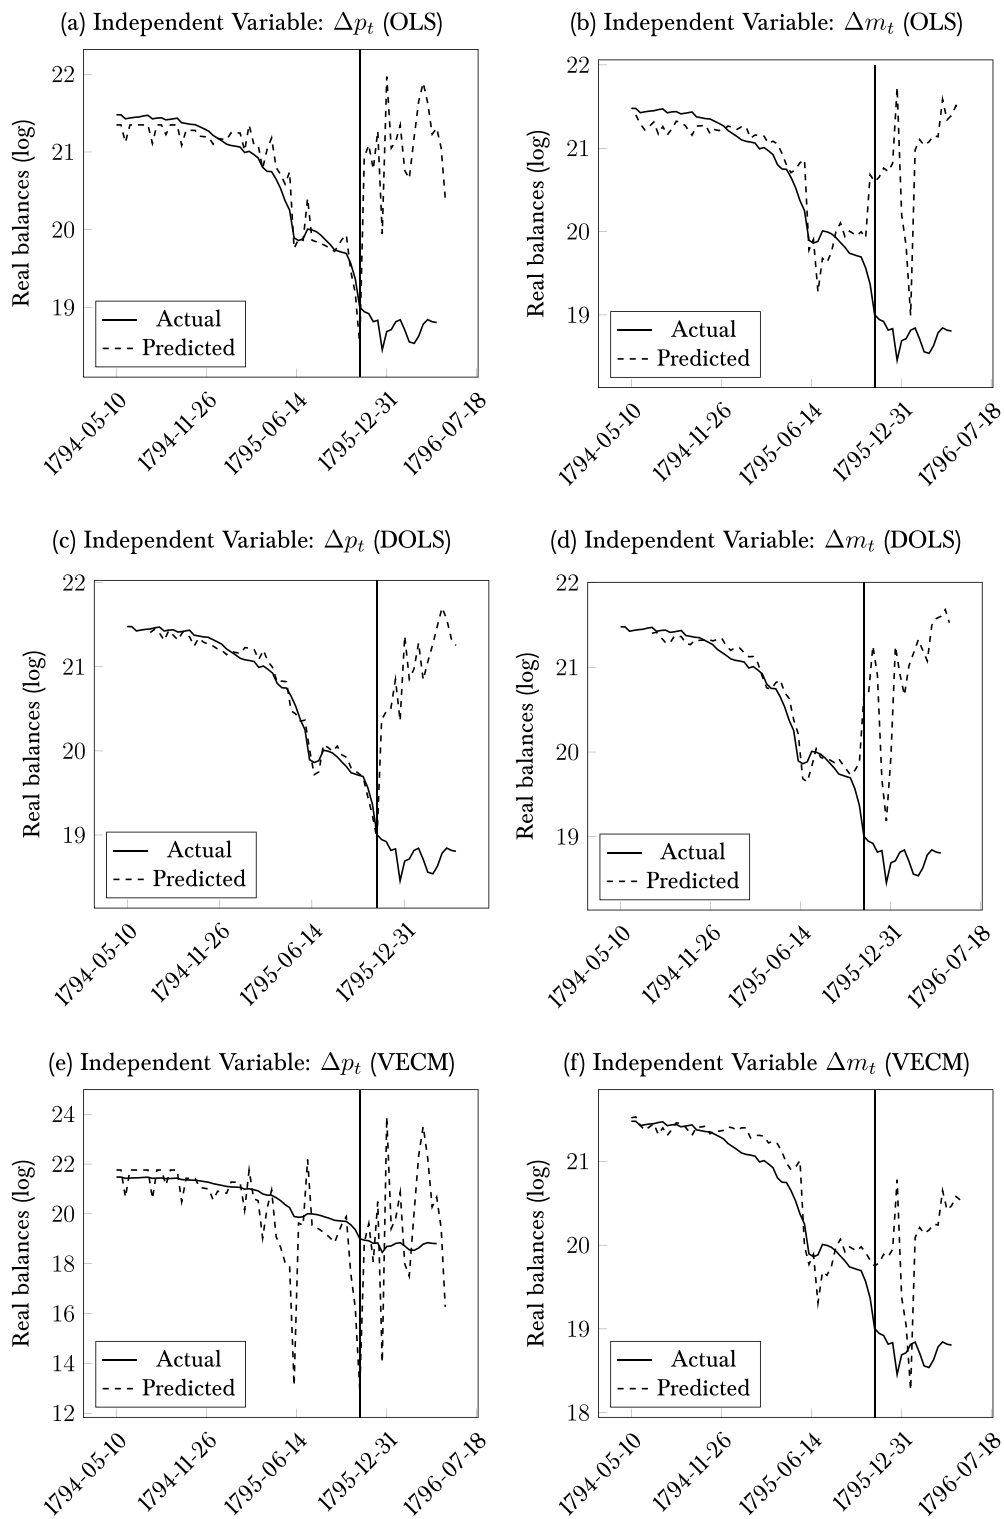 (a) Independent Variable: Δp_t (OLS)
22
21
20
19
Real balances (log)
Actual
Predicted
1794-05-10
1794-11-26
1795-06-14
1795-12-31
1796-07-18
(b) Independent Variable: Δm_t (OLS)
22
21
20
19
Real balances (log)
Actual
Predicted
1794-05-10
1794-11-26
1795-06-14
1795-12-31
1796-07-18
(c) Independent Variable: Δp_t (DOLS)
22
21
20
19
Real balances (log)
Actual
Predicted
1794-05-10
1794-11-26
1795-06-14
1795-12-31
(d) Independent Variable: Δm_t (DOLS)
22
21
20
19
Real balances (log)
Actual
Predicted
1794-05-10
1794-11-26
1795-06-14
1795-12-31
1796-07-18
(e) Independent Variable: Δp_t (VECM)
24
22
20
18
16
14
12
Real balances (log)
Actual
Predicted
1794-05-10
1794-11-26
1795-06-14
1795-12-31
1796-07-18
(f) Independent Variable Δm_t (VECM)
21
20
19
18
Real balances (log)
Actual
Predicted
1794-05-10
1794-11-26
1795-06-14
1795-12-31
1796-07-18